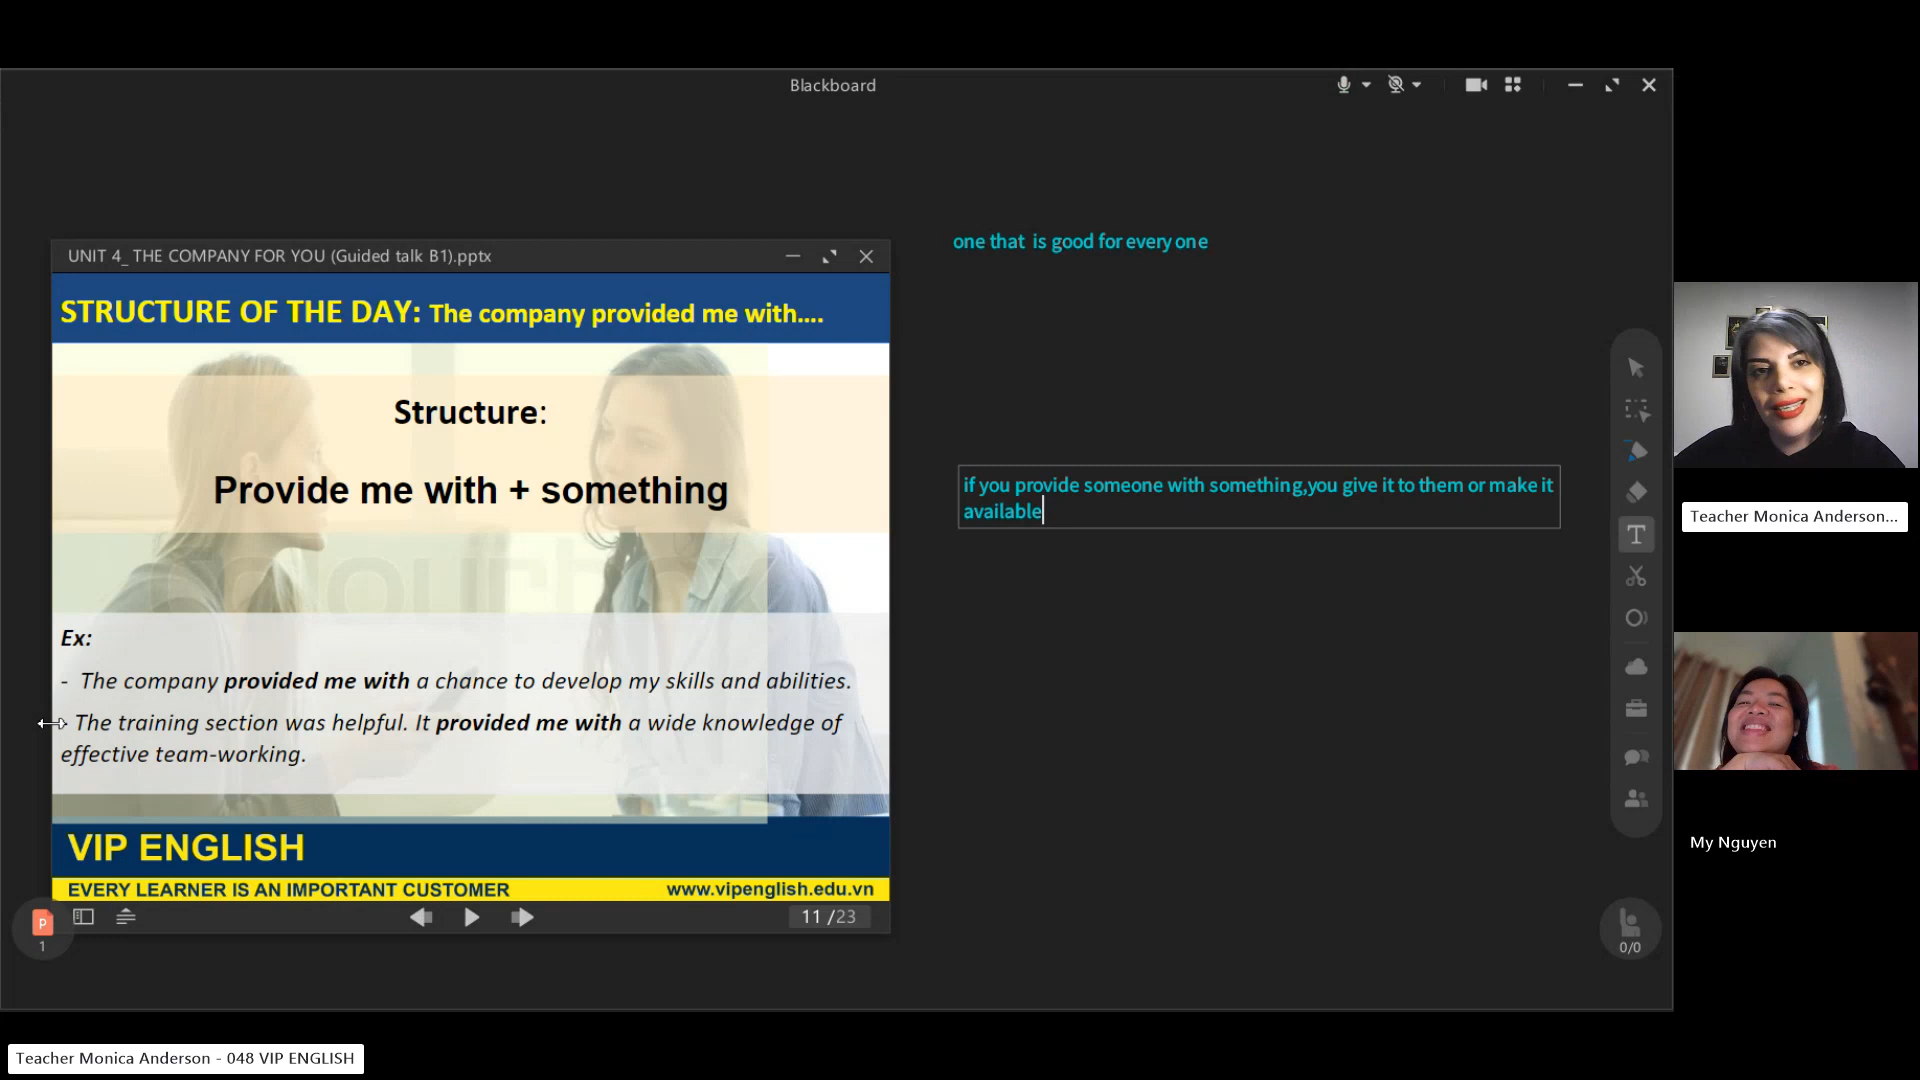 Blackboard
one that is good for every one
UNIT 4_ THE COMPANY FOR YOU (Guided talk B1).pptx
STRUCTURE OF THE DAY: The company provided me with....
Structure:
Provide me with + something
if you provide someone with something,you give it to them or make it
available
Ex:
- The company provided me with a chance to develop my skills and abilities.
The training section was helpful. It provided me with a wide knowledge of
effective team-working.
VIP ENGLISH
EVERY LEARNER IS AN IMPORTANT CUSTOMER www.vipenglish.edu.vn
11 /23
P
1
T
0/0
Teacher Monica Anderson...
My Nguyen
Teacher Monica Anderson - 048 VIP ENGLISH